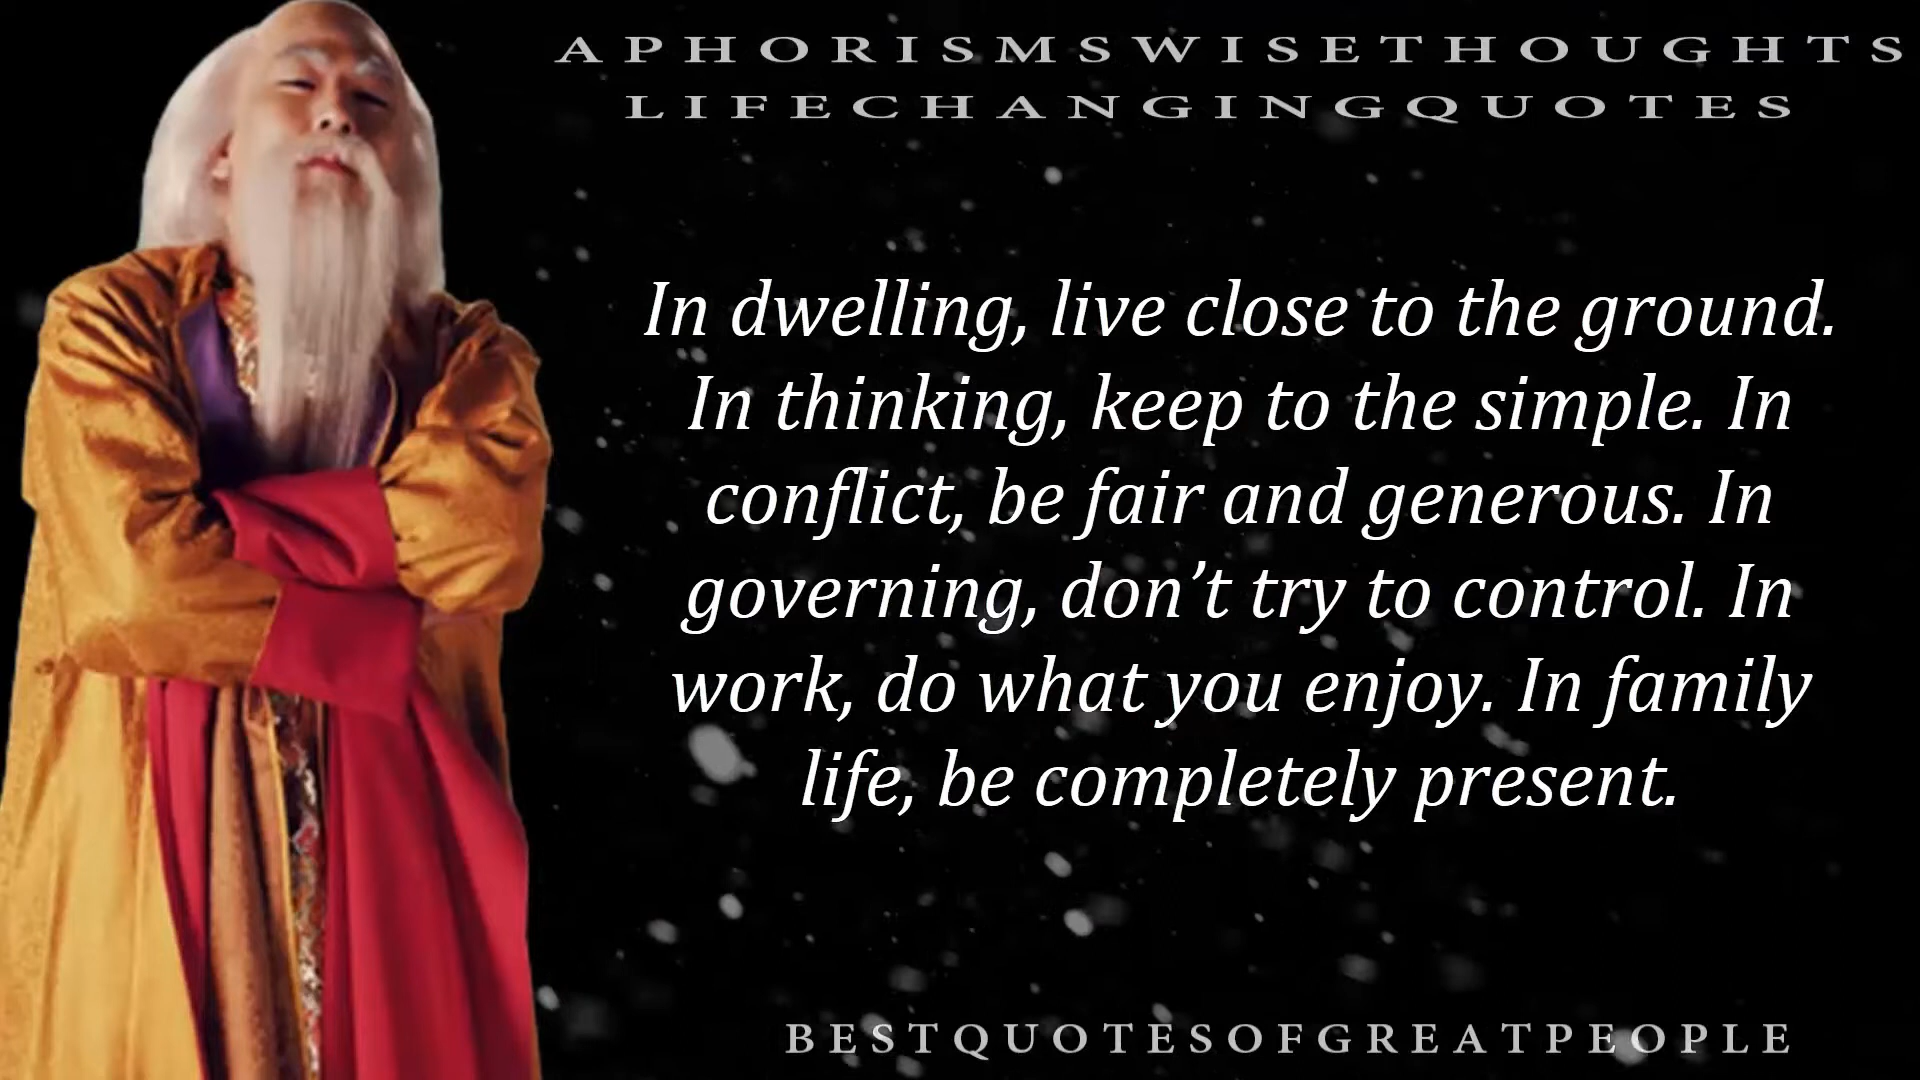 APHORISMSWISETHOUGHTS
LIFECHANGINGQUOTES
In dwelling, live close to the ground.
In thinking, keep to the simple. In
conflict, be fair and generous. In
governing, don’t try to control. In
work, do what you enjoy. In family
life, be completely present.
BESTQUOTESOFGREATPEOPLE